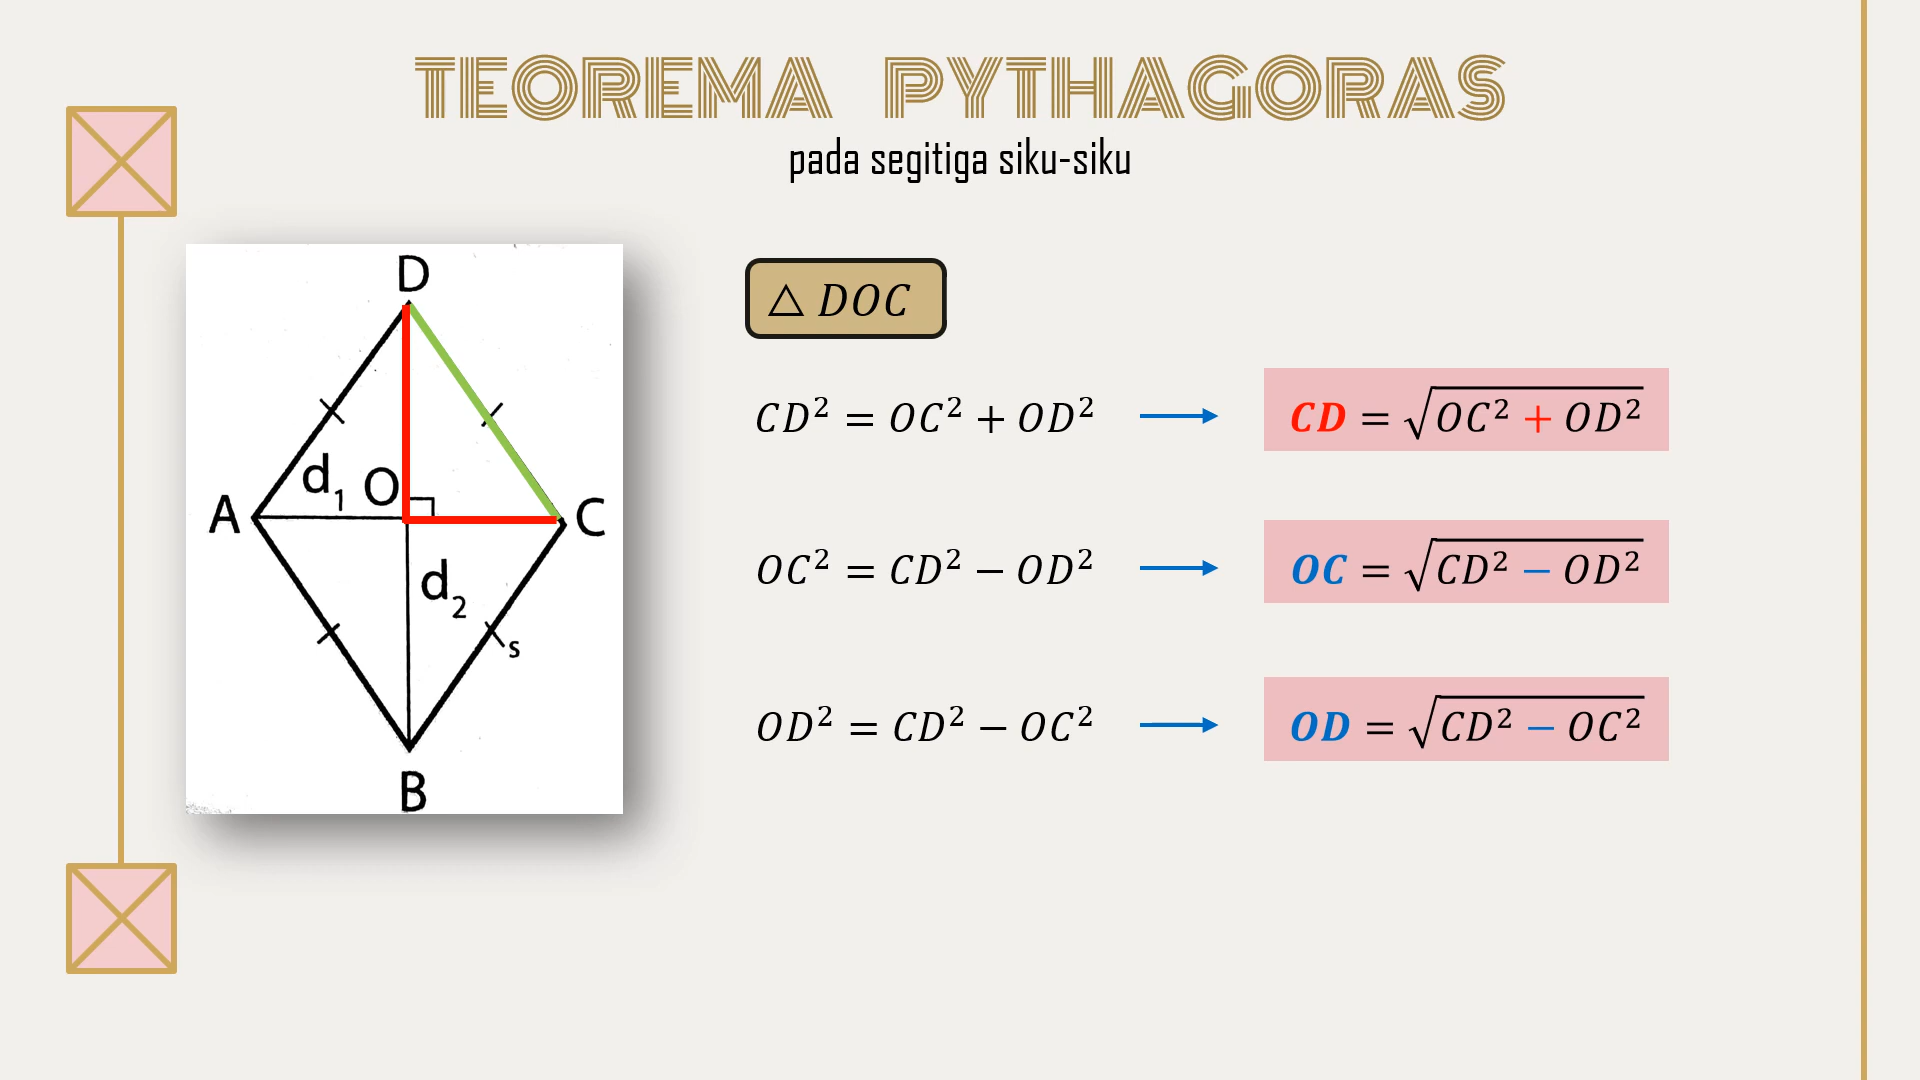 TEOREMA PYTHAGORAS
pada segitiga siku-siku
D
d₁
O
A
C
d₂
s
B
△ DOC
CD² = OC² + OD²
CD = √(OC² + OD²)
OC² = CD² − OD²
OC = √(CD² − OD²)
OD² = CD² − OC²
OD = √(CD² − OC²)